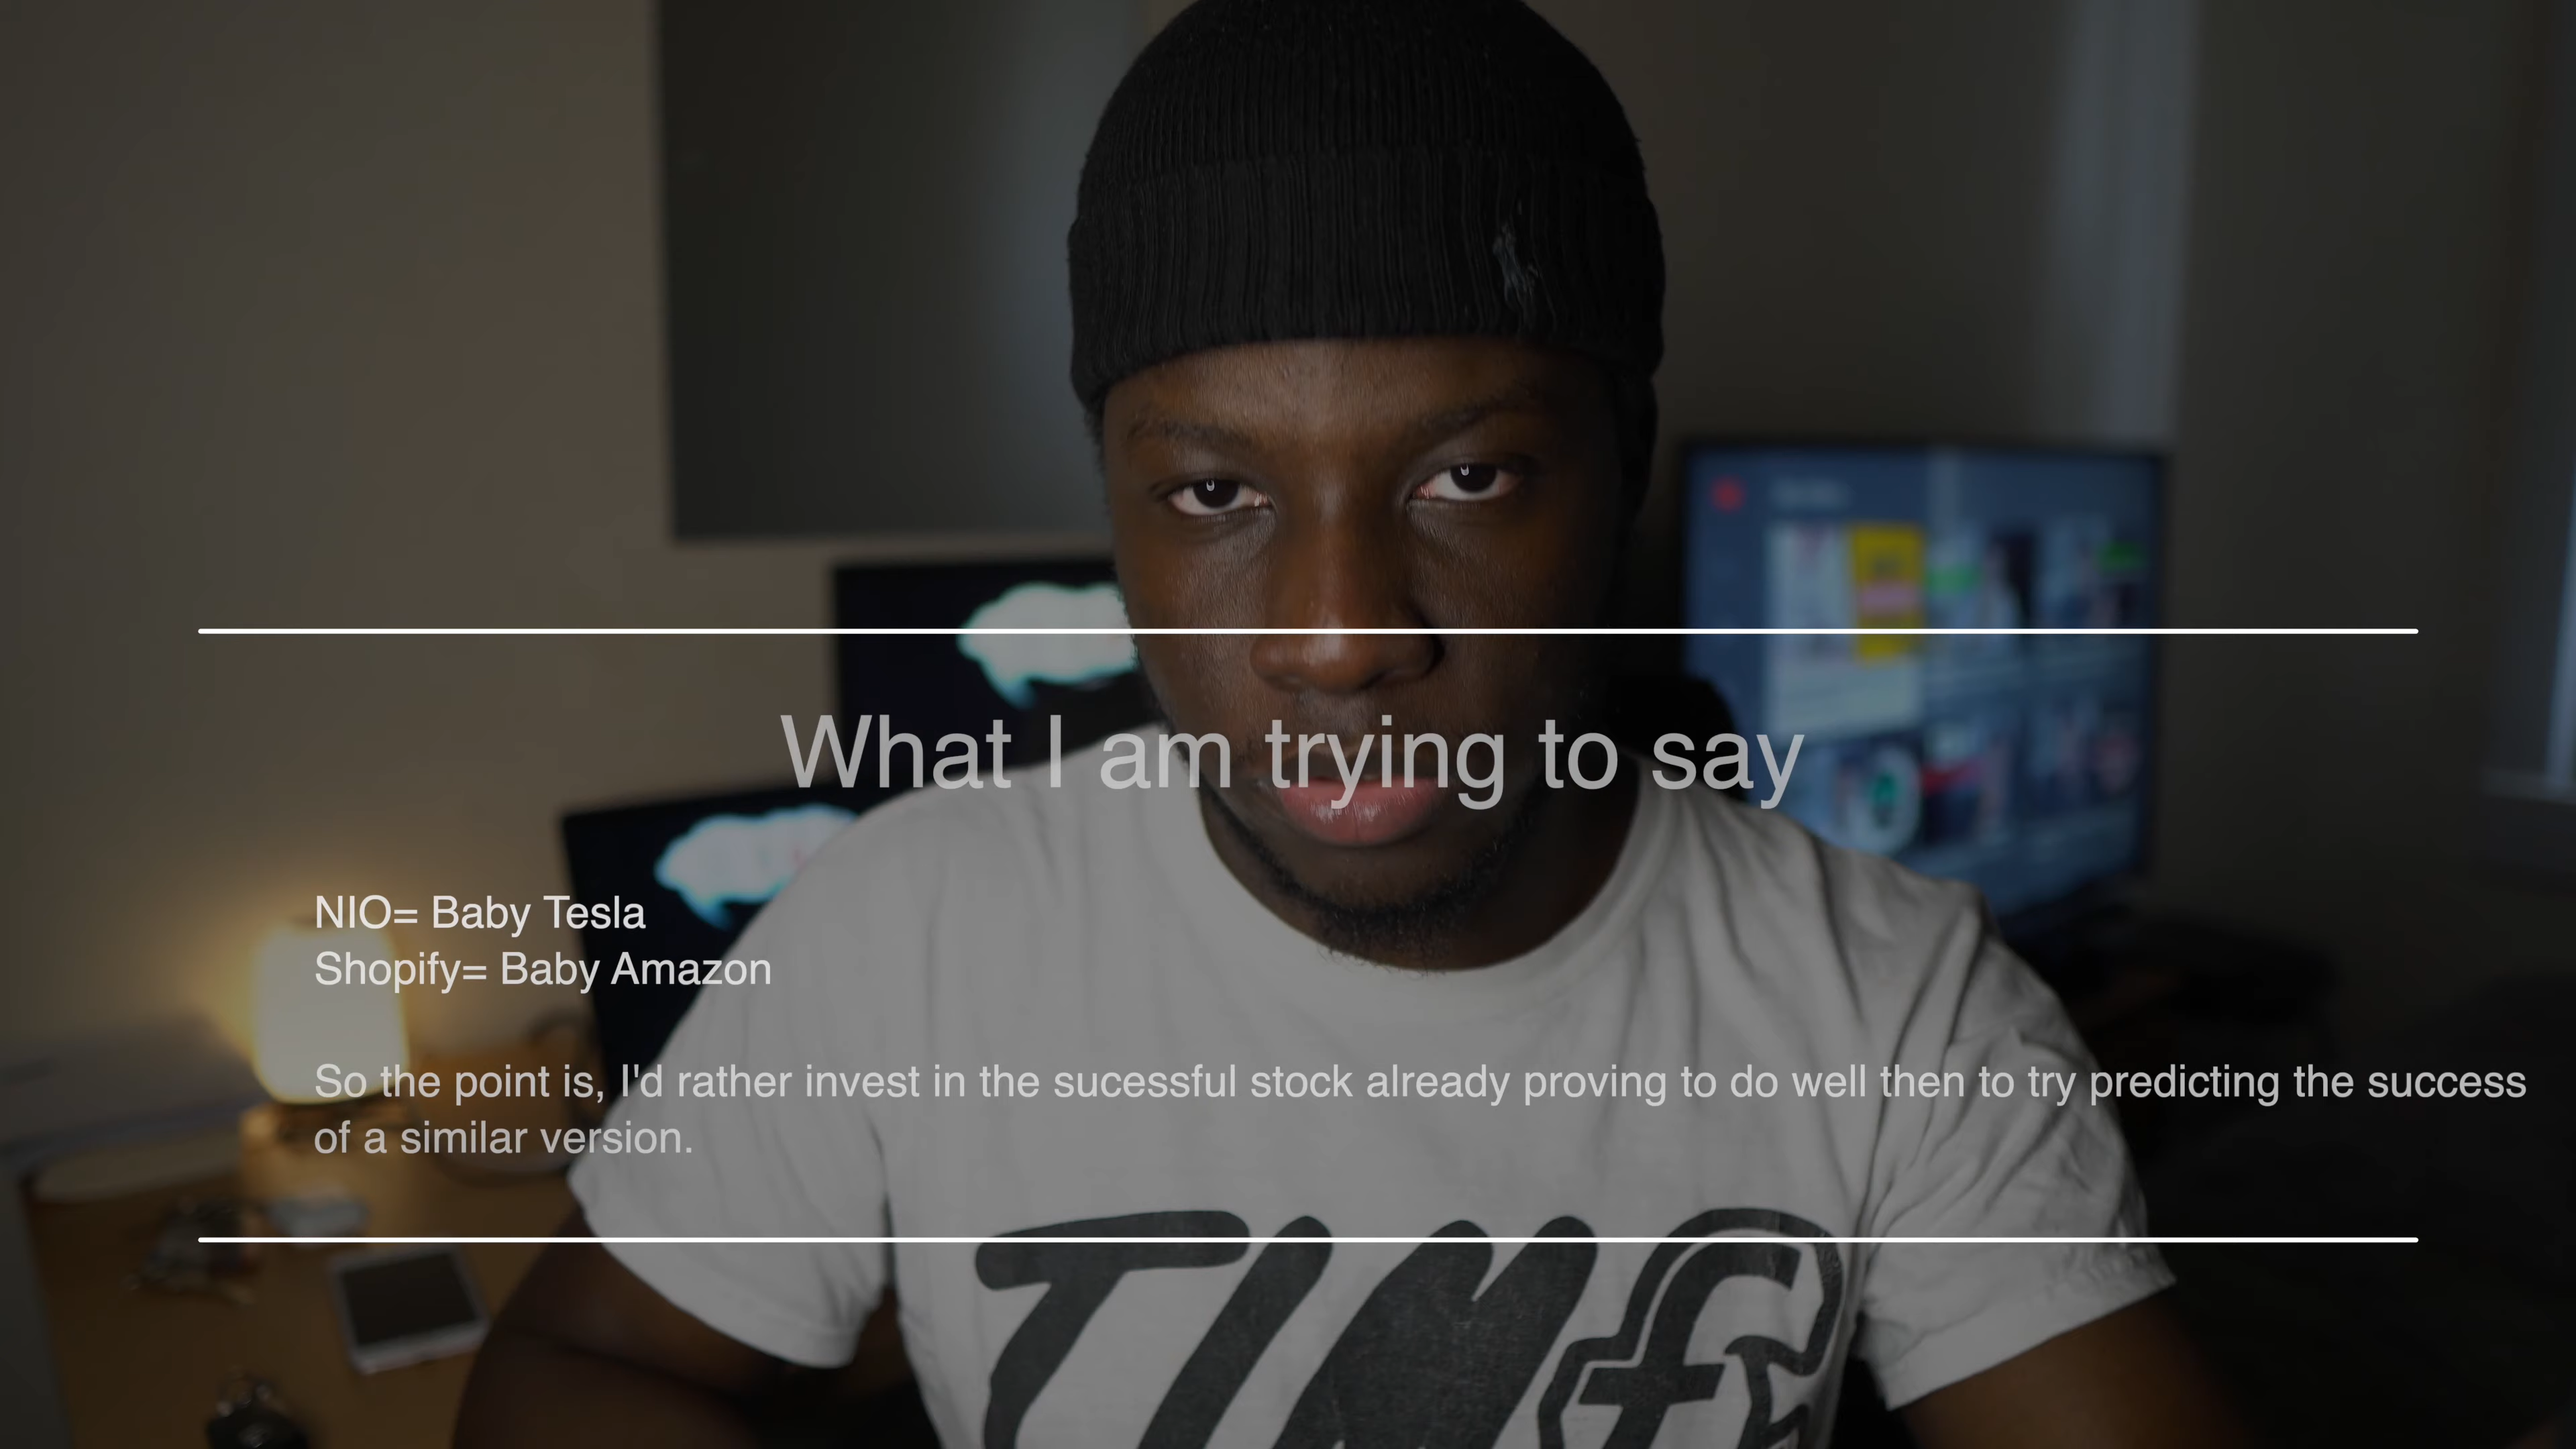 What I am trying to say
NIO= Baby Tesla
Shopify= Baby Amazon
So the point is, I'd rather invest in the sucessful stock already proving to do well then to try predicting the success
of a similar version.